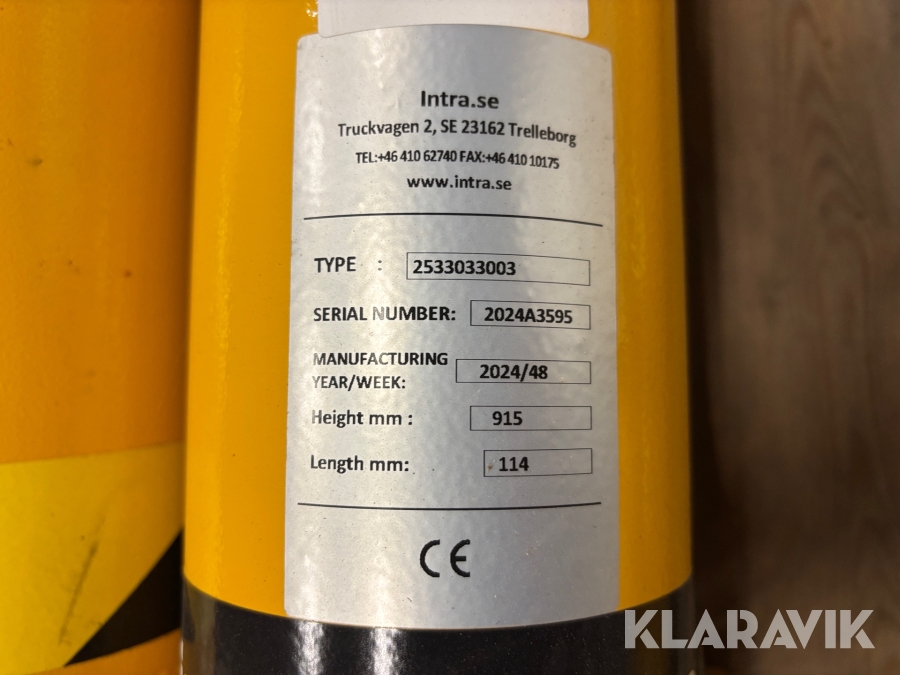 Intra.se
Truckvagen 2, SE 23162 Trelleborg
TEL:+46 410 62740 FAX:+46 410 10175
www.intra.se
TYPE : 2533033003
SERIAL NUMBER: 2024A3595
MANUFACTURING
YEAR/WEEK: 2024/48
Height mm : 915
Length mm: 114
CE
KLARAVIK